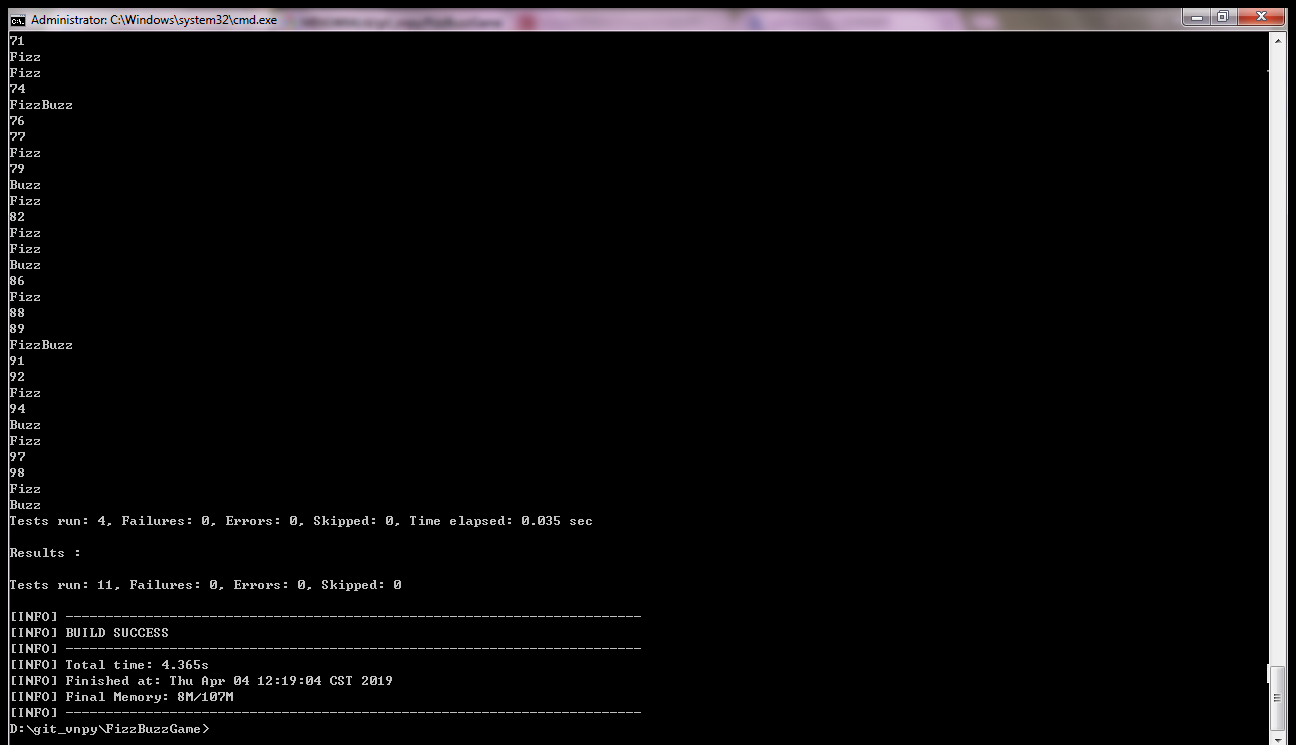 Administrator: C:\Windows\system32\cmd.exe
71
Fizz
Fizz
74
FizzBuzz
76
77
Fizz
79
Buzz
Fizz
82
Fizz
Fizz
Buzz
86
Fizz
88
89
FizzBuzz
91
92
Fizz
94
Buzz
Fizz
97
98
Fizz
Buzz
Tests run: 4, Failures: 0, Errors: 0, Skipped: 0, Time elapsed: 0.035 sec
Results :
Tests run: 11, Failures: 0, Errors: 0, Skipped: 0
[INFO] ------------------------------------------------------------------------
[INFO] BUILD SUCCESS
[INFO] ------------------------------------------------------------------------
[INFO] Total time: 4.365s
[INFO] Finished at: Thu Apr 04 12:19:04 CST 2019
[INFO] Final Memory: 8M/107M
[INFO] ------------------------------------------------------------------------
D:\git_vnpy\FizzBuzzGame>